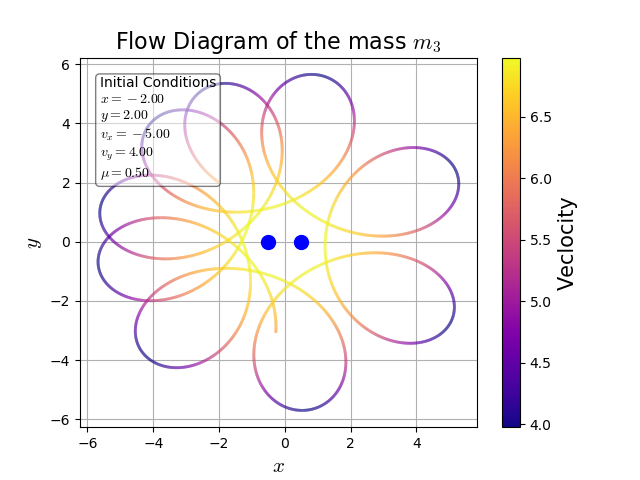 Flow Diagram of the mass m₃
Initial Conditions
x = −2.00
y = 2.00
vₓ = −5.00
v_y = 4.00
μ = 0.50
6
4
2
0
−2
−4
−6
y
−6 −4 −2 0 2 4
x
6.5
6.0
5.5
5.0
4.5
4.0
Veclocity